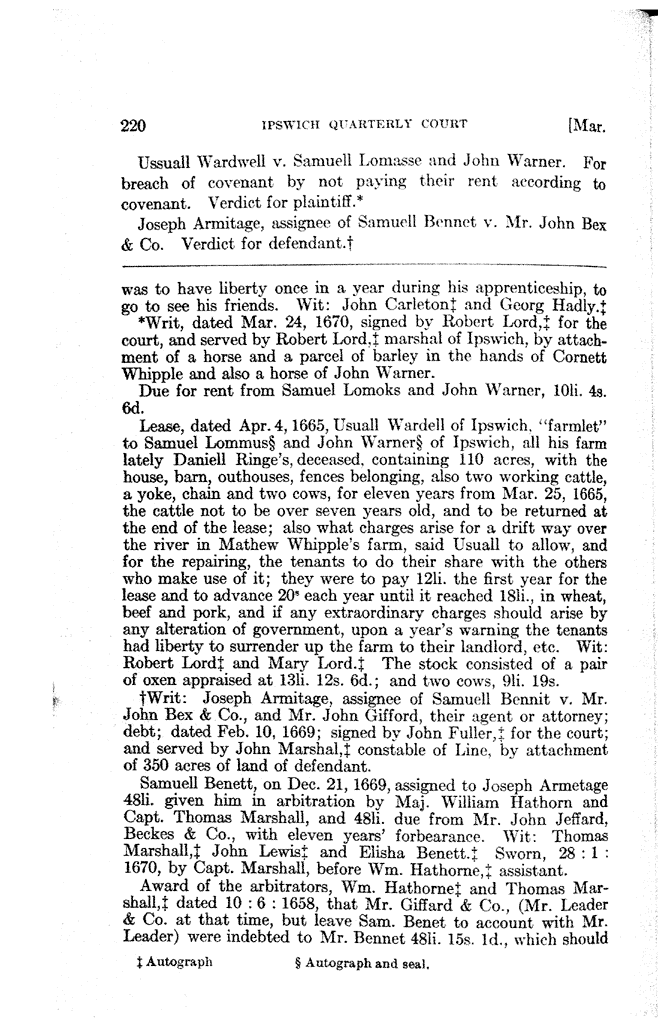 220 IPSWICH QUARTERLY COURT [Mar.
Ussuall Wardwell v. Samuell Lomasse and John Warner. For
breach of covenant by not paying their rent according to
covenant. Verdict for plaintiff.*
Joseph Armitage, assignee of Samuell Bennet v. Mr. John Bex
& Co. Verdict for defendant.†
was to have liberty once in a year during his apprenticeship, to
go to see his friends. Wit: John Carleton‡ and Georg Hadly.‡
*Writ, dated Mar. 24, 1670, signed by Robert Lord,‡ for the
court, and served by Robert Lord,‡ marshal of Ipswich, by attach-
ment of a horse and a parcel of barley in the hands of Cornett
Whipple and also a horse of John Warner.
Due for rent from Samuel Lomoks and John Warner, 10li. 4s.
6d.
Lease, dated Apr. 4, 1665, Usuall Wardell of Ipswich, "farmlet"
to Samuel Lommus§ and John Warner§ of Ipswich, all his farm
lately Daniell Ringe's, deceased, containing 110 acres, with the
house, barn, outhouses, fences belonging, also two working cattle,
a yoke, chain and two cows, for eleven years from Mar. 25, 1665,
the cattle not to be over seven years old, and to be returned at
the end of the lease; also what charges arise for a drift way over
the river in Mathew Whipple's farm, said Usuall to allow, and
for the repairing, the tenants to do their share with the others
who make use of it; they were to pay 12li. the first year for the
lease and to advance 20ˢ each year until it reached 18li., in wheat,
beef and pork, and if any extraordinary charges should arise by
any alteration of government, upon a year's warning the tenants
had liberty to surrender up the farm to their landlord, etc. Wit:
Robert Lord‡ and Mary Lord.‡ The stock consisted of a pair
of oxen appraised at 13li. 12s. 6d.; and two cows, 9li. 19s.
†Writ: Joseph Armitage, assignee of Samuell Bennit v. Mr.
John Bex & Co., and Mr. John Gifford, their agent or attorney;
debt; dated Feb. 10, 1669; signed by John Fuller,‡ for the court;
and served by John Marshal,‡ constable of Line, by attachment
of 350 acres of land of defendant.
Samuell Benett, on Dec. 21, 1669, assigned to Joseph Armetage
48li. given him in arbitration by Maj. William Hathorn and
Capt. Thomas Marshall, and 48li. due from Mr. John Jeffard,
Beckes & Co., with eleven years' forbearance. Wit: Thomas
Marshall,‡ John Lewis‡ and Elisha Benett.‡ Sworn, 28 : 1 :
1670, by Capt. Marshall, before Wm. Hathorne,‡ assistant.
Award of the arbitrators, Wm. Hathorne‡ and Thomas Mar-
shall,‡ dated 10 : 6 : 1658, that Mr. Giffard & Co., (Mr. Leader
& Co. at that time, but leave Sam. Benet to account with Mr.
Leader) were indebted to Mr. Bennet 48li. 15s. 1d., which should
‡ Autograph § Autograph and seal.